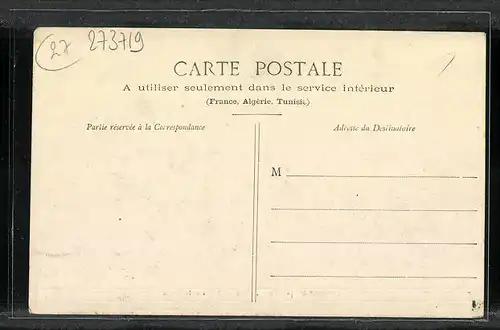 27 273719
CARTE POSTALE
A utiliser seulement dans le service intérieur
(France, Algérie, Tunisie,)
Partie réservée à la Correspondance
Adresse du Destinataire
M